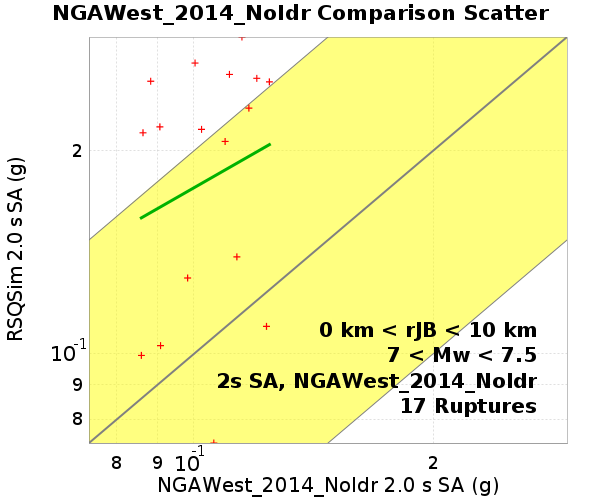 NGAWest_2014_NoIdr Comparison Scatter
RSQSim 2.0 s SA (g)
2
10-1
9
8
0 km < rJB < 10 km
7 < Mw < 7.5
2s SA, NGAWest_2014_NoIdr
17 Ruptures
8 9 10-1 2
NGAWest_2014_NoIdr 2.0 s SA (g)